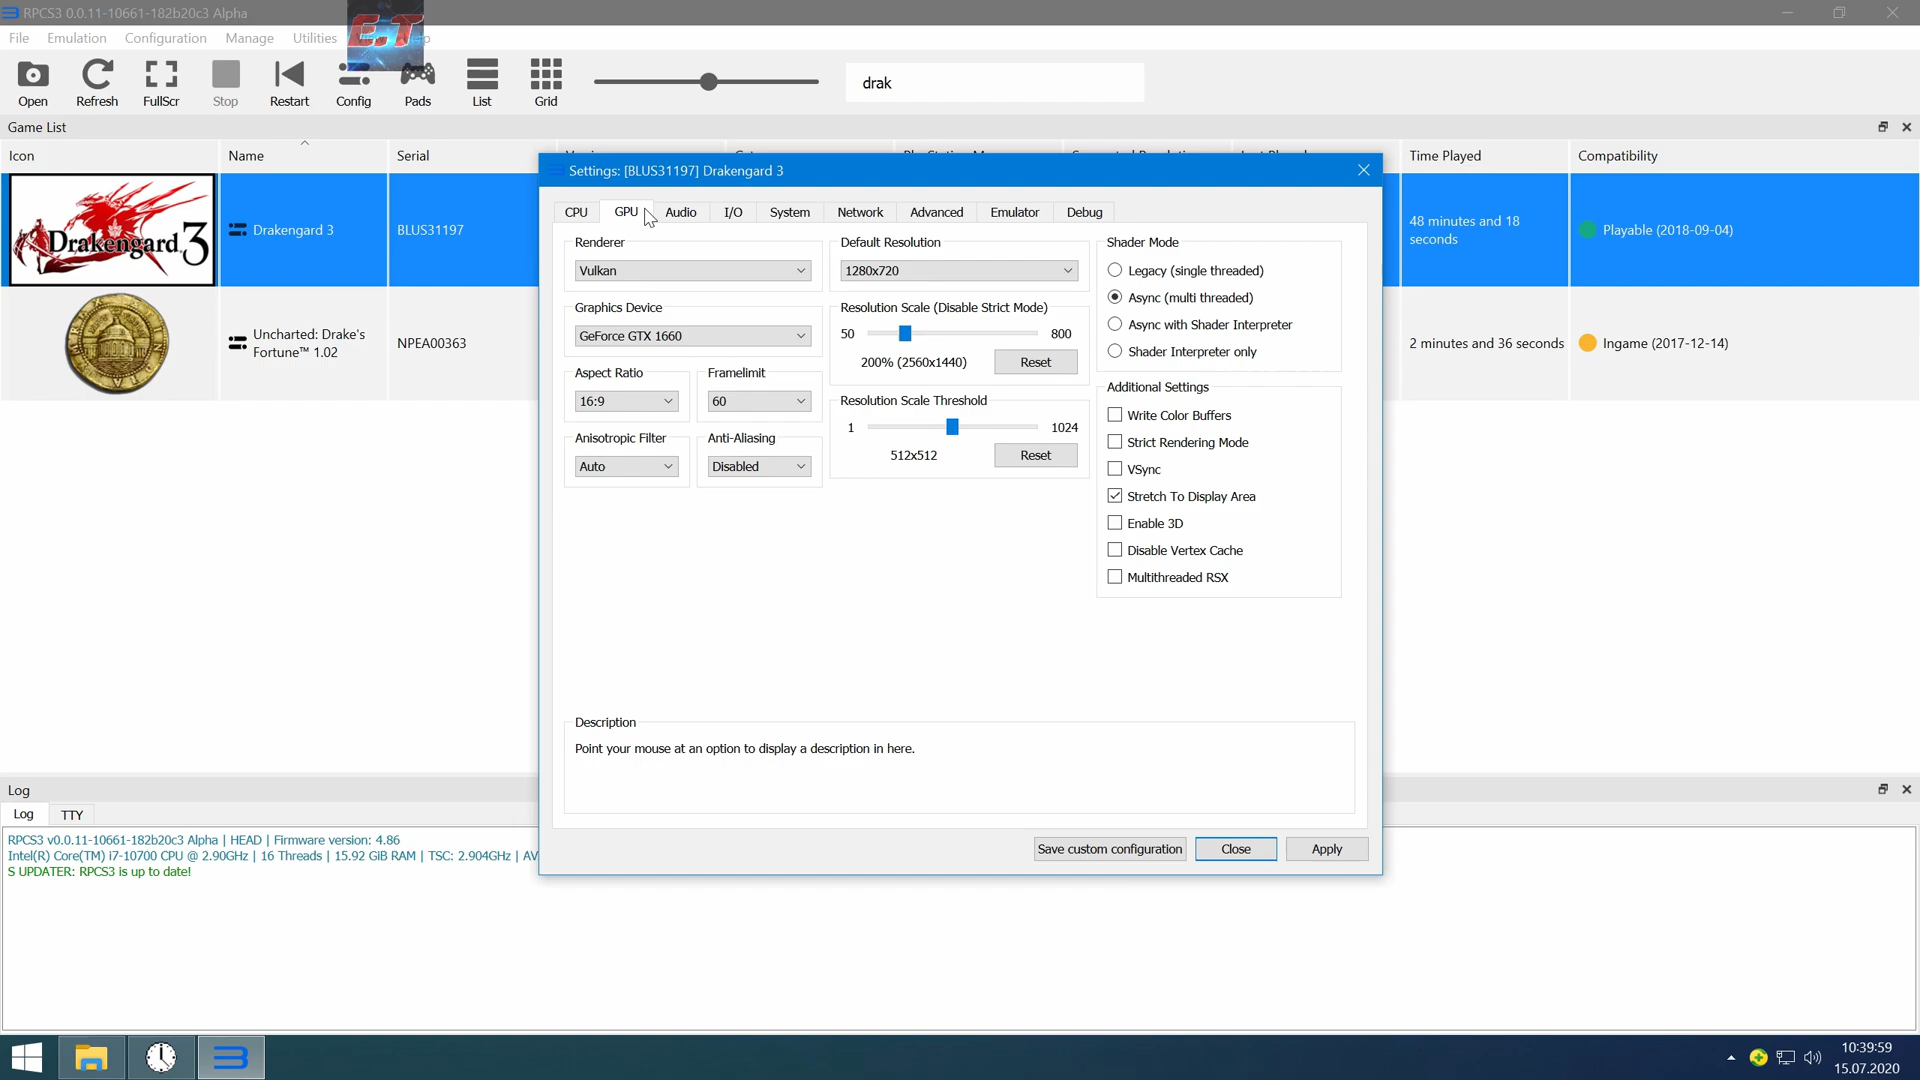 RPCS3 0.0.11-10661-182b20c3 Alpha
File Emulation Configuration Manage Utilities
E.T
Open Refresh FullScr Stop Restart Config Pads List Grid
drak
Game List
Icon Name Serial Time Played Compatibility
Drakengard 3
Drakengard 3 BLUS31197
48 minutes and 18
seconds
Playable (2018-09-04)
Uncharted: Drake's
Fortune™ 1.02
NPEA00363
2 minutes and 36 seconds
Ingame (2017-12-14)
Settings: [BLUS31197] Drakengard 3
CPU GPU Audio I/O System Network Advanced Emulator Debug
Renderer
Vulkan
Graphics Device
GeForce GTX 1660
Aspect Ratio
16:9
Framelimit
60
Anisotropic Filter
Auto
Anti-Aliasing
Disabled
Default Resolution
1280x720
Resolution Scale (Disable Strict Mode)
50 800
200% (2560x1440) Reset
Resolution Scale Threshold
1 1024
512x512 Reset
Shader Mode
Legacy (single threaded)
Async (multi threaded)
Async with Shader Interpreter
Shader Interpreter only
Additional Settings
Write Color Buffers
Strict Rendering Mode
VSync
Stretch To Display Area
Enable 3D
Disable Vertex Cache
Multithreaded RSX
Description
Point your mouse at an option to display a description in here.
Save custom configuration Close Apply
Log
Log TTY
RPCS3 v0.0.11-10661-182b20c3 Alpha | HEAD | Firmware version: 4.86
Intel(R) Core(TM) i7-10700 CPU @ 2.90GHz | 16 Threads | 15.92 GiB RAM | TSC: 2.904GHz | AV
S UPDATER: RPCS3 is up to date!
10:39:59
15.07.2020